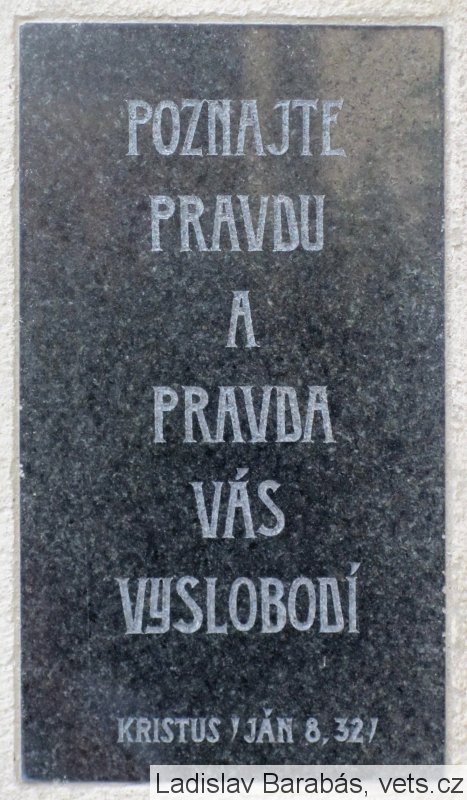 POZNAJTE
PRAVDU
A
PRAVDA
VÁS
VYSLOBODÍ
KRISTUS /JÁN 8, 32/
Ladislav Barabás, vets.cz